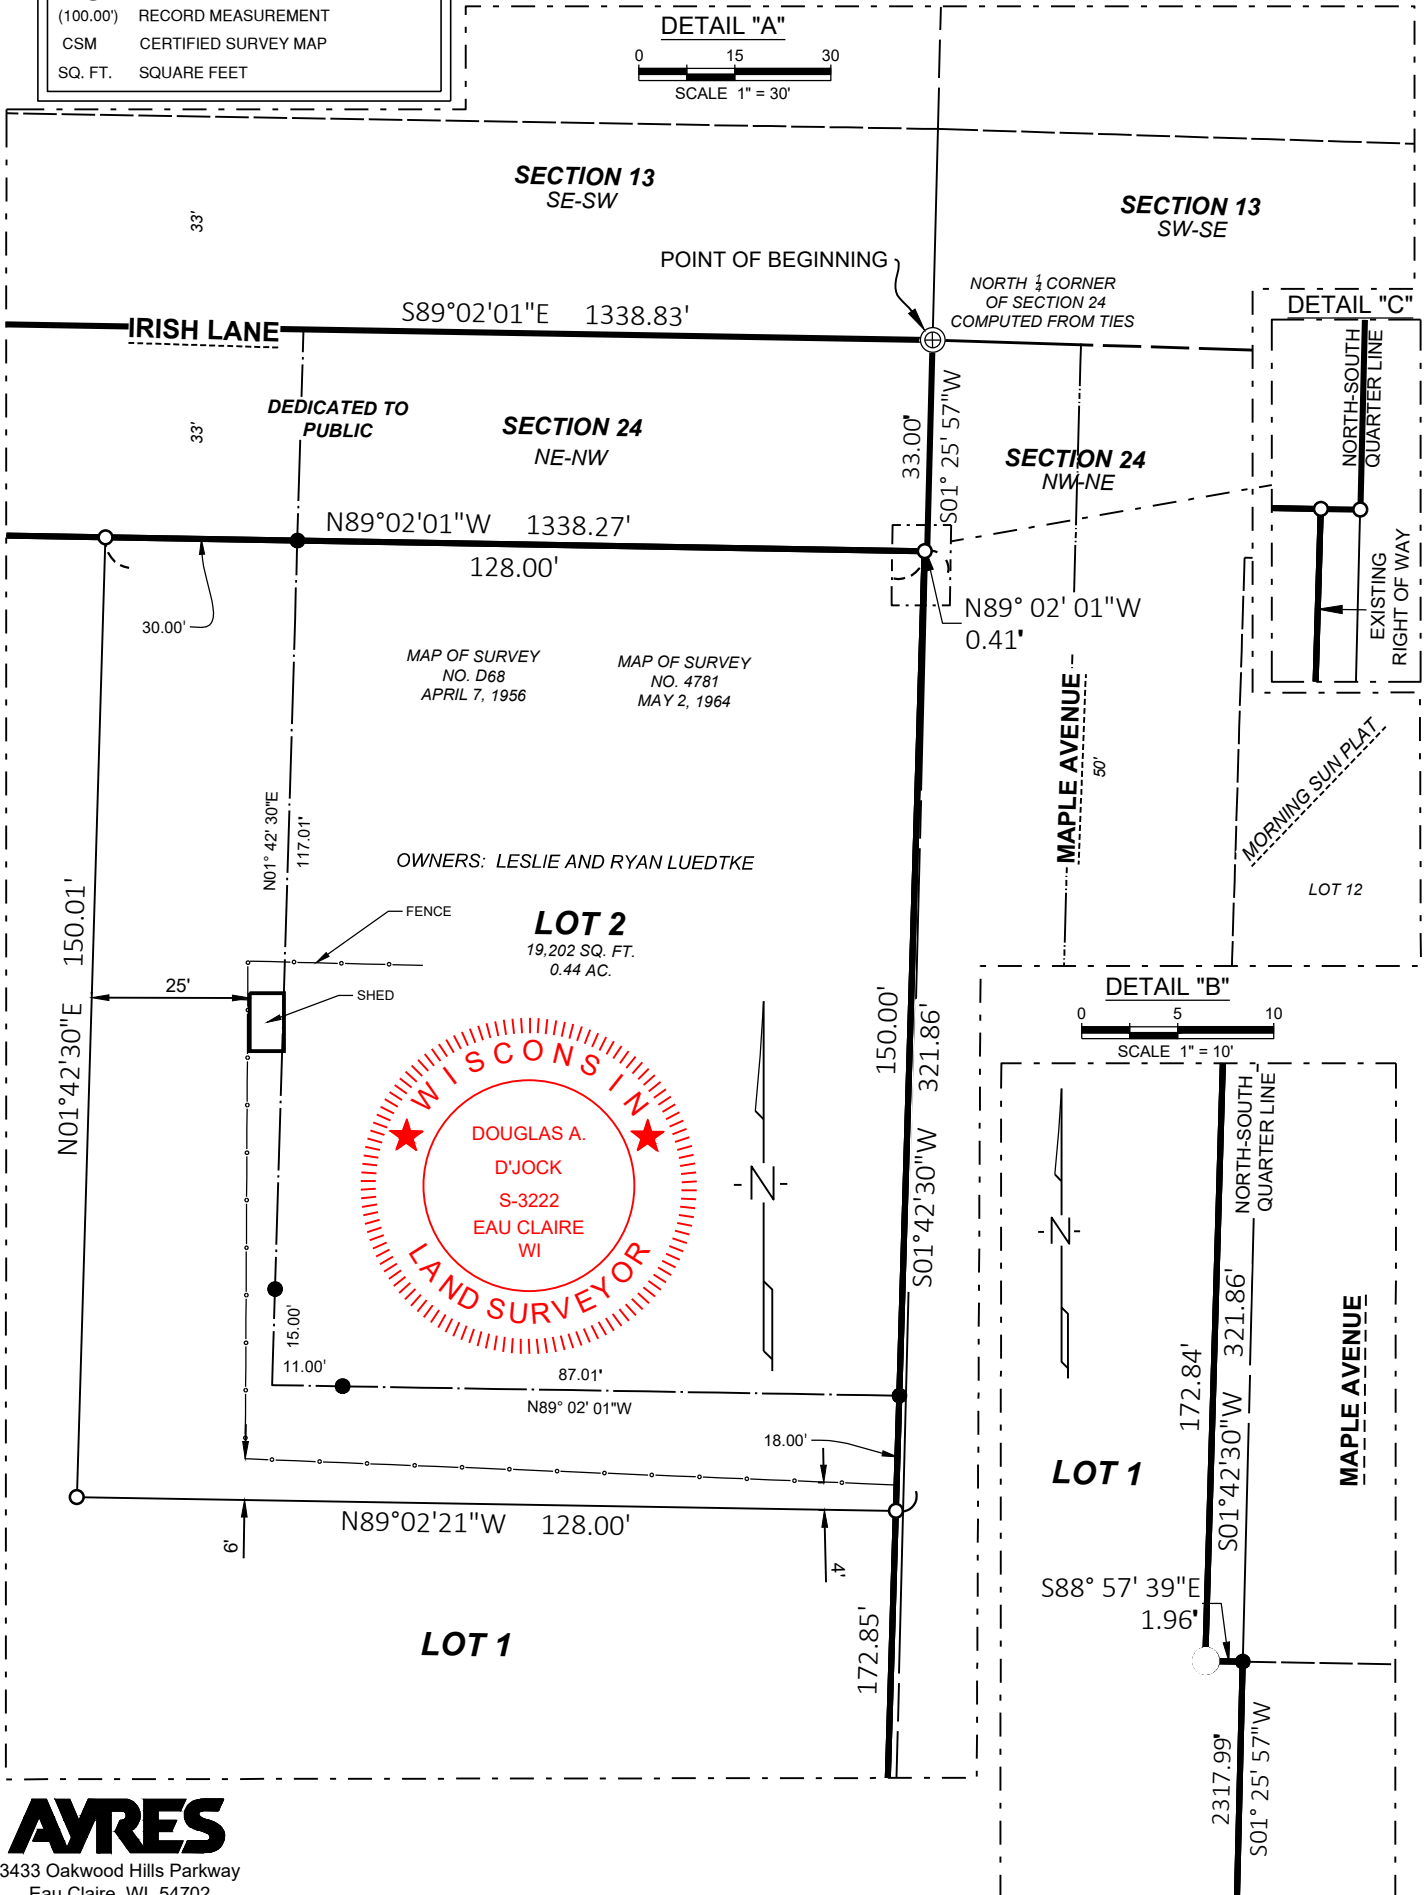 (100.00') RECORD MEASUREMENT
CSM CERTIFIED SURVEY MAP
SQ. FT. SQUARE FEET
DETAIL "A"
0 15 30
SCALE 1" = 30'
SECTION 13
SE-SW
SECTION 13
SW-SE
33'
POINT OF BEGINNING
NORTH 1/4 CORNER
OF SECTION 24
COMPUTED FROM TIES
S89°02'01"E 1338.83'
IRISH LANE
DETAIL "C"
NORTH-SOUTH
QUARTER LINE
EXISTING
RIGHT OF WAY
DEDICATED TO
PUBLIC
33'
SECTION 24
NE-NW
33.00'
S01° 25' 57"W
SECTION 24
NW-NE
N89°02'01"W 1338.27'
128.00'
30.00'
N89° 02' 01"W
0.41'
MAP OF SURVEY
NO. D68
APRIL 7, 1956
MAP OF SURVEY
NO. 4781
MAY 2, 1964
MAPLE AVENUE
50'
MORNING SUN PLAT
LOT 12
N01° 42' 30"E
117.01'
OWNERS: LESLIE AND RYAN LUEDTKE
N01°42'30"E 150.01'
FENCE
LOT 2
19,202 SQ. FT.
0.44 AC.
25'
SHED
150.00'
S01°42'30"W 321.86'
WISCONSIN
DOUGLAS A.
D'JOCK
S-3222
EAU CLAIRE
WI
LAND SURVEYOR
-N-
15.00'
11.00'
87.01'
N89° 02' 01"W
18.00'
N89°02'21"W 128.00'
6'
4'
LOT 1
172.85'
DETAIL "B"
0 5 10
SCALE 1" = 10'
NORTH-SOUTH
QUARTER LINE
-N-
172.84'
S01°42'30"W 321.86'
MAPLE AVENUE
LOT 1
S88° 57' 39"E
1.96'
2317.99'
S01° 25' 57"W
AYRES
3433 Oakwood Hills Parkway
Eau Claire, WI 54702